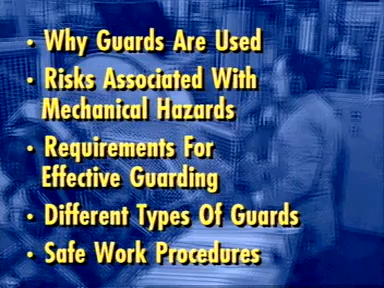 • Why Guards Are Used
• Risks Associated With
Mechanical Hazards
• Requirements For
Effective Guarding
• Different Types Of Guards
• Safe Work Procedures